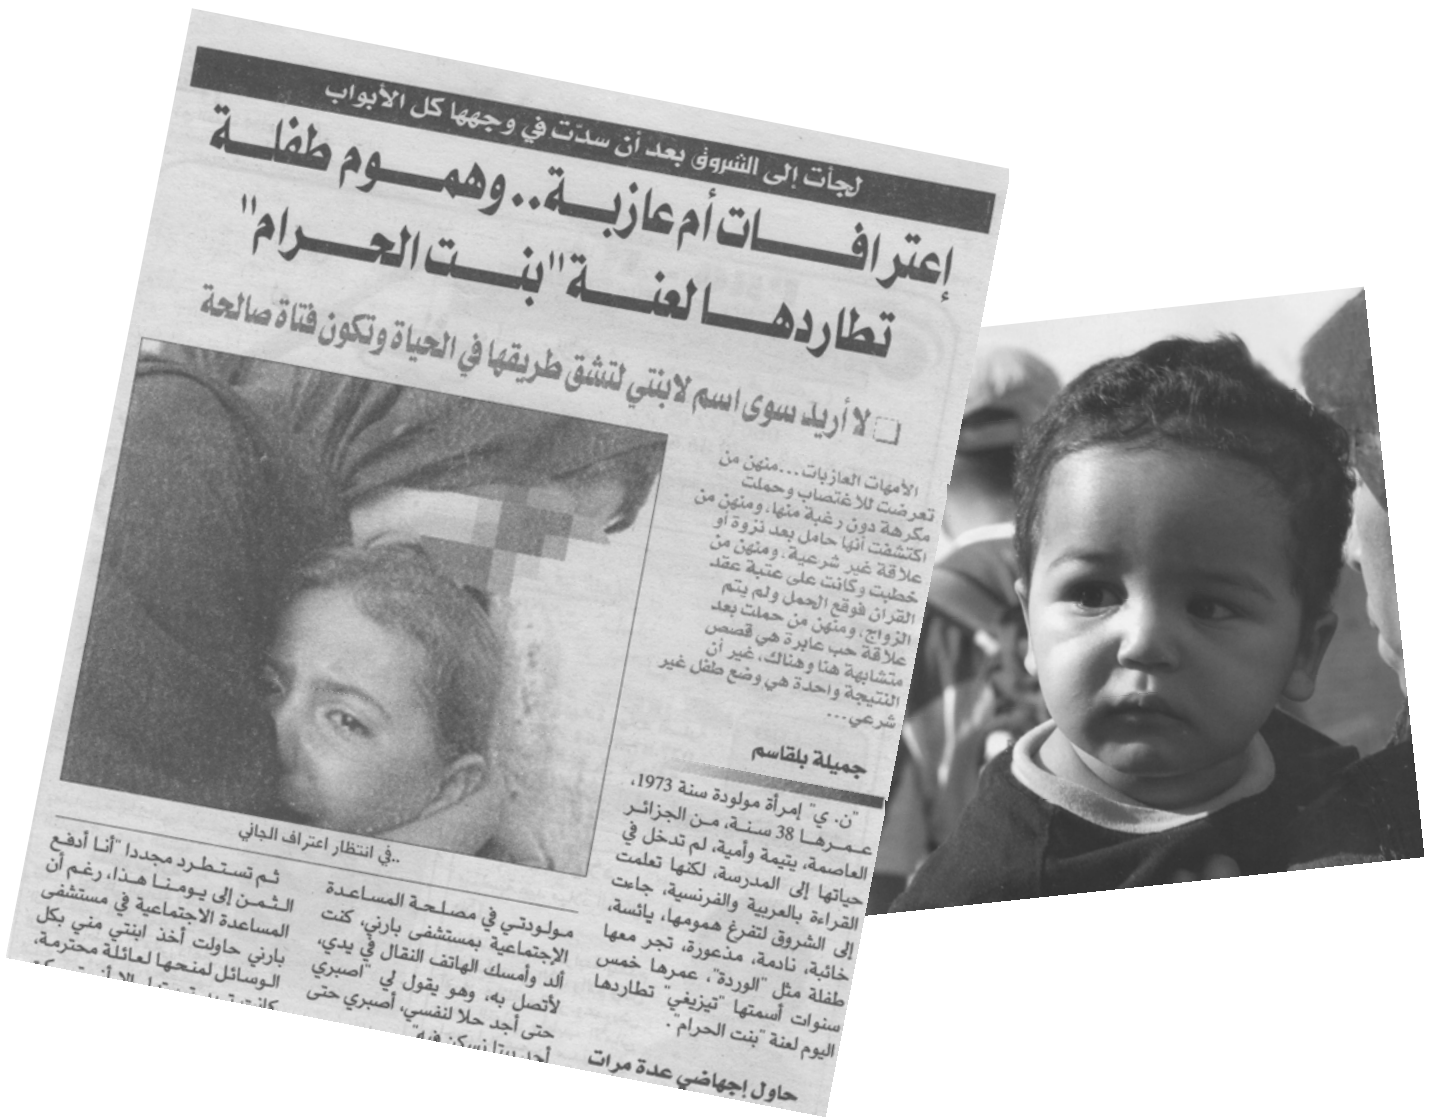 لجأت إلى الشروق بعد أن سدّت في وجهها كل الأبواب
إعترافات أم عازبة.. وهموم طفلة
تطاردها لعنة "بنت الحرام"
لا أريد سوى اسم لابنتي لتشق طريقها في الحياة وتكون فتاة صالحة
الأمهات العازبات...منهن من
تعرضت للاغتصاب وحملت
مكرهة دون رغبة منها، ومنهن من
اكتشفت أنها حامل بعد نزوة أو
علاقة غير شرعية، ومنهن من
خطبت وكانت على عتبة عقد
القران فوقع الحمل ولم يتم
الزواج، ومنهن من حملت بعد
علاقة حب عابرة هي قصص
متشابهة هنا وهناك، غير أن
النتيجة واحدة هي وضع طفل غير
شرعي...
جميلة بلقاسم
"ن. ي" إمرأة مولودة سنة 1973،
عمرها 38 سنة، من الجزائر
العاصمة، يتيمة وأمية، لم تدخل في
حياتها إلى المدرسة، لكنها تعلمت
القراءة بالعربية والفرنسية، جاءت
إلى الشروق لتفرغ همومها، يائسة،
خائبة، نادمة، مذعورة، تجر معها
طفلة مثل "الوردة"، عمرها خمس
سنوات أسمتها "تيزيغي" تطاردها
اليوم لعنة "بنت الحرام".
حاول إجهاضي عدة مرات
..في انتظار اعتراف الجاني
مولودتي في مصلحة المساعدة
الإجتماعية بمستشفى بارني، كنت
ألد وأمسك الهاتف النقال في يدي،
لأتصل به، وهو يقول لي "اصبري
حتى أجد حلا لنفسي، أصبري حتى
أجد بيتا نسكن فيه"
ثم تستطرد مجددا "أنا أدفع
الثمن إلى يومنا هذا، رغم أن
المساعدة الاجتماعية في مستشفى
بارني حاولت أخذ ابنتي مني بكل
الوسائل لمنحها لعائلة محترمة،